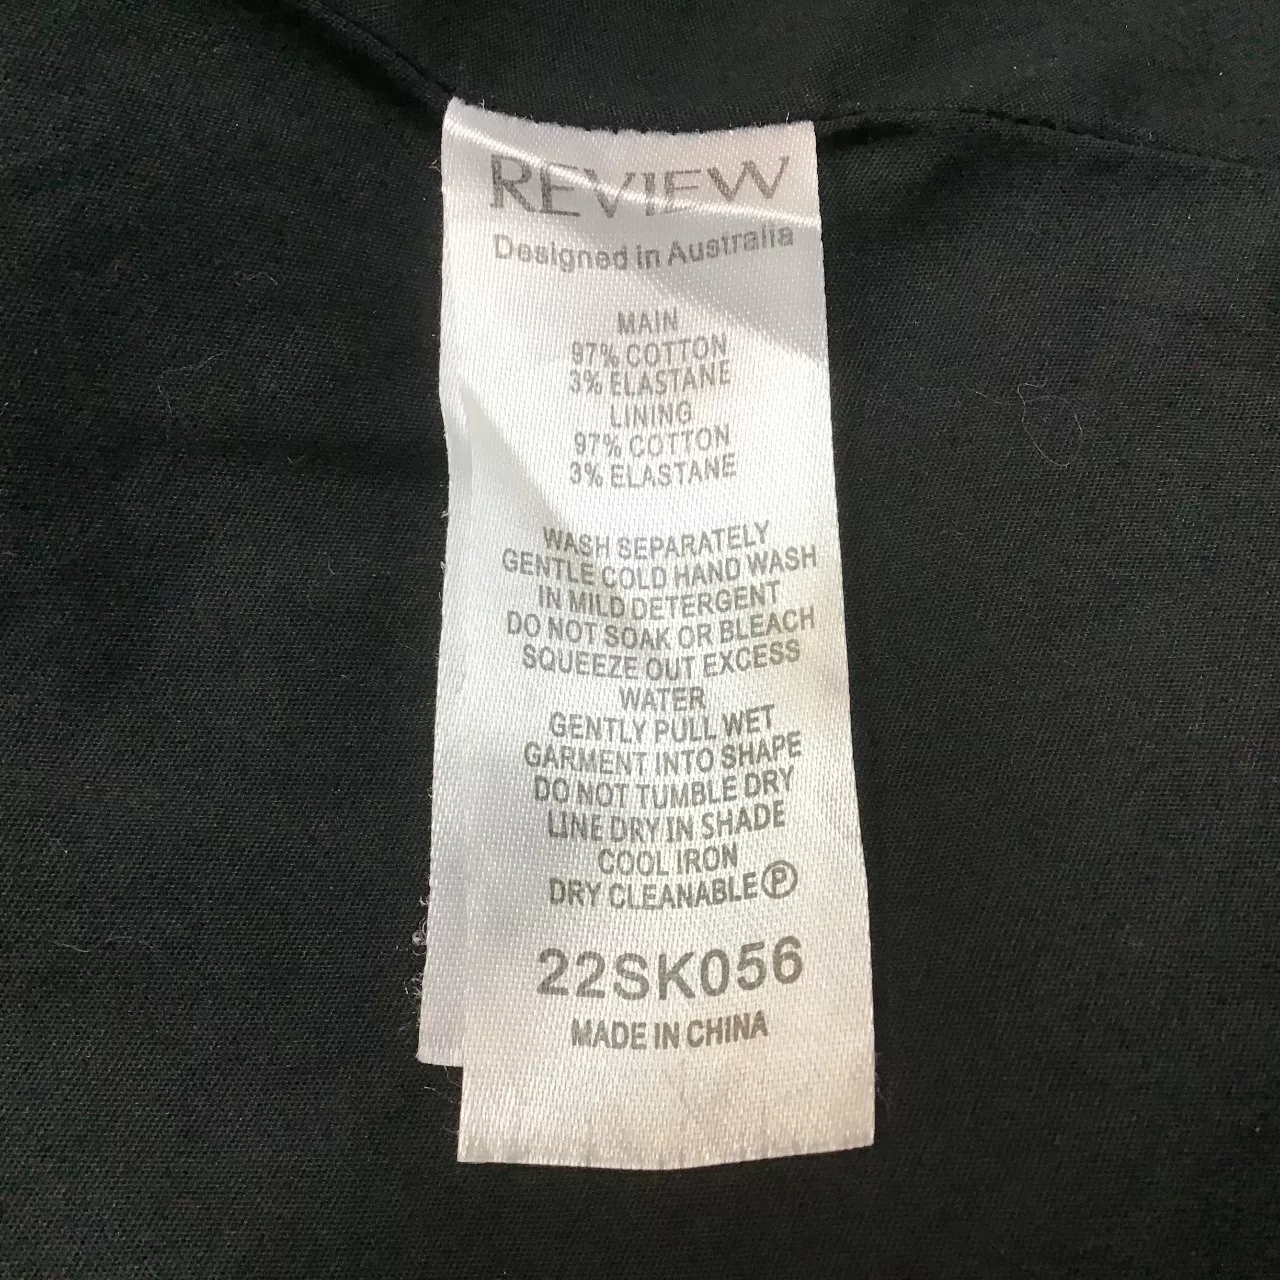 REVIEW
Designed in Australia
MAIN
97% COTTON
3% ELASTANE
LINING
97% COTTON
3% ELASTANE
WASH SEPARATELY
GENTLE COLD HAND WASH
IN MILD DETERGENT
DO NOT SOAK OR BLEACH
SQUEEZE OUT EXCESS
WATER
GENTLY PULL WET
GARMENT INTO SHAPE
DO NOT TUMBLE DRY
LINE DRY IN SHADE
COOL IRON
DRY CLEANABLE Ⓟ
22SK056
MADE IN CHINA